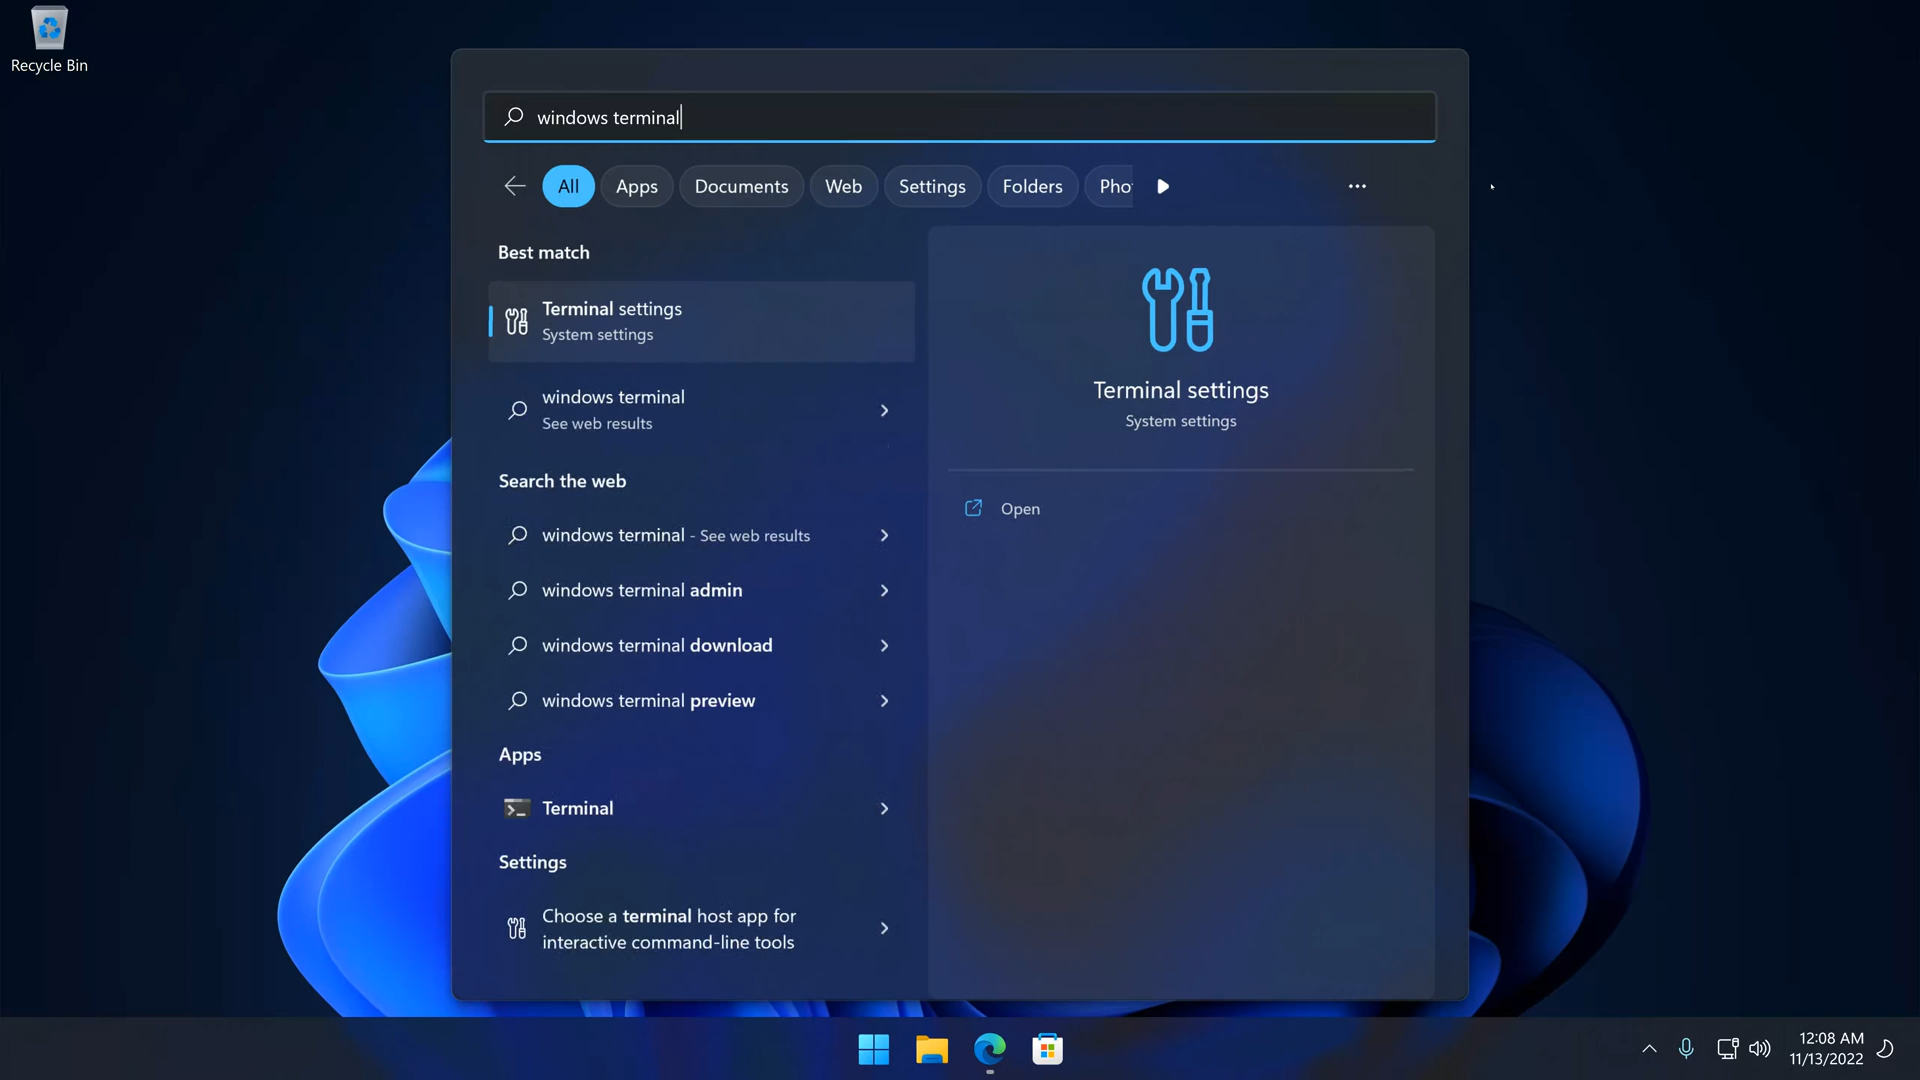 Recycle Bin
windows terminal
All Apps Documents Web Settings Folders Pho
Best match
Terminal settings
System settings
windows terminal
See web results
Search the web
windows terminal - See web results
windows terminal admin
windows terminal download
windows terminal preview
Apps
Terminal
Settings
Choose a terminal host app for
interactive command-line tools
Terminal settings
System settings
Open
12:08 AM
11/13/2022